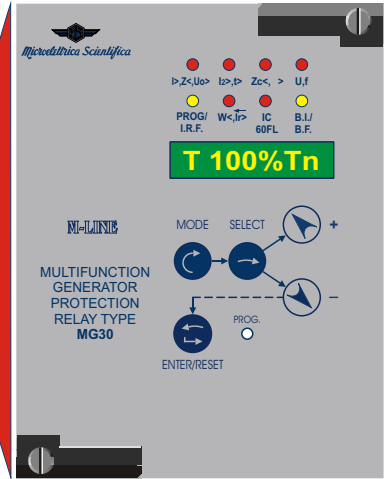 Microelettrica Scientifica
I>,Z<,Uo> I2>,t> Zc<, > U,f
PROG/ W<,Ir> IC B.I./
I.R.F. 60FL B.F.
T 100%Tn
M-LINE
MODE SELECT
+
MULTIFUNCTION
GENERATOR
PROTECTION
RELAY TYPE
MG30
–
PROG.
ENTER/RESET